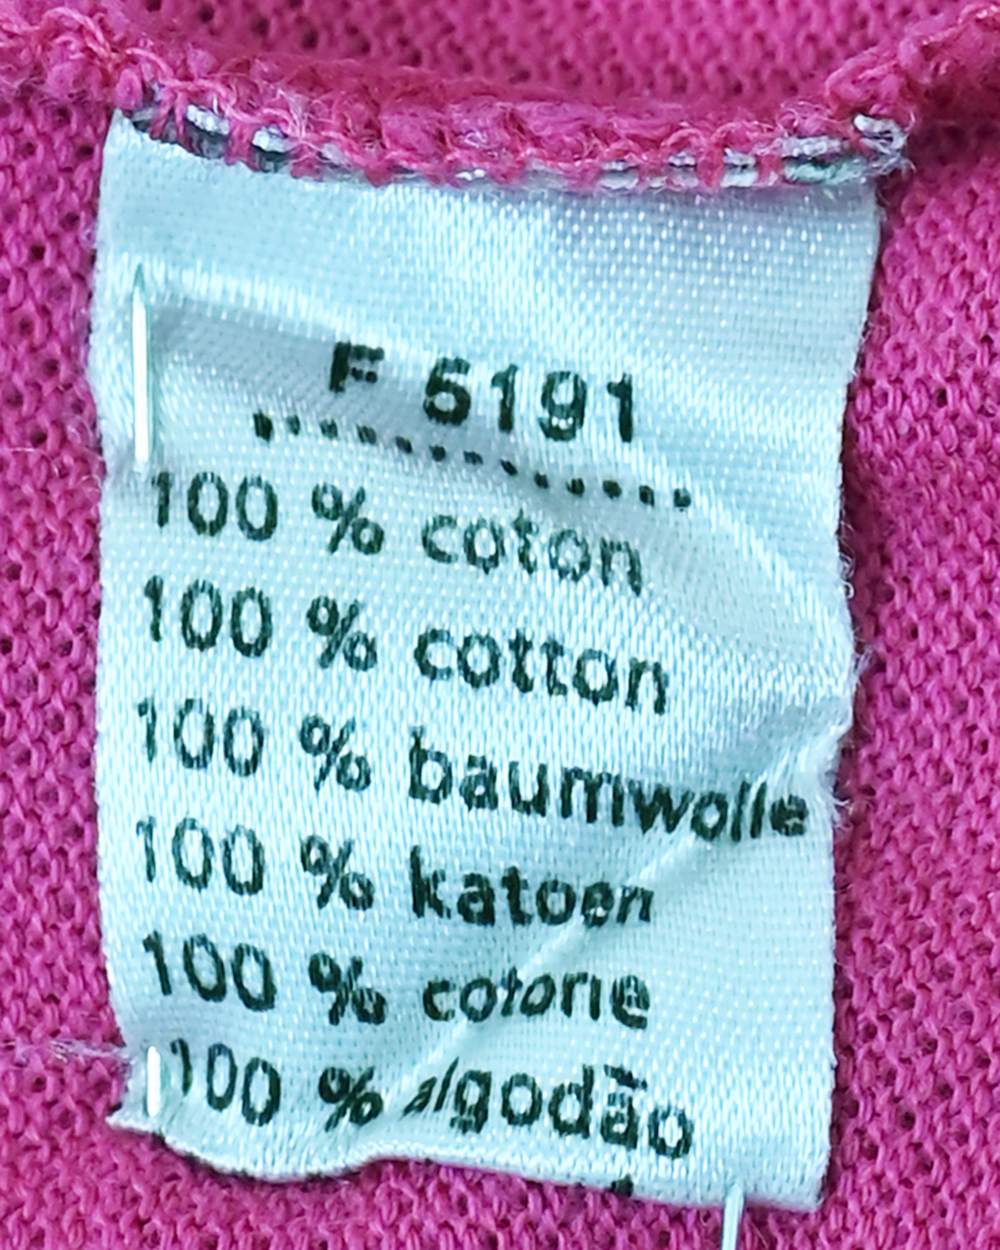 F 5191
100 % coton
100 % cotton
100 % baumwolle
100 % katoen
100 % cotone
100 % algodão